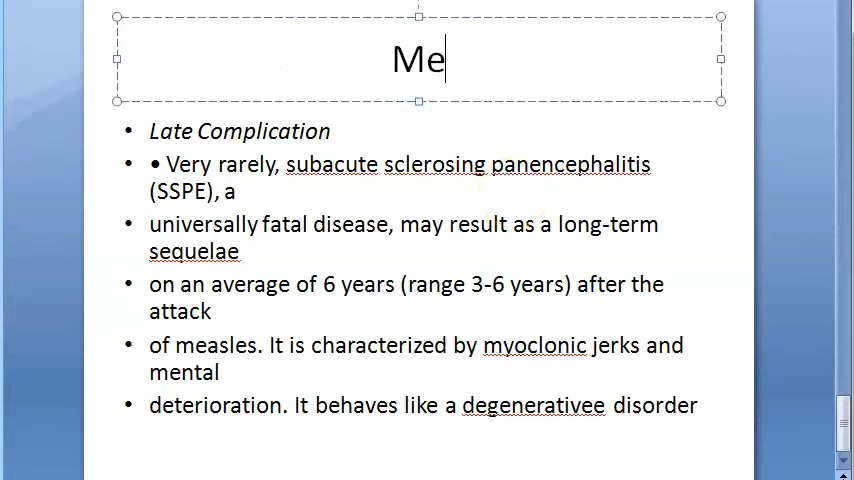 Me
• Late Complication
• • Very rarely, subacute sclerosing panencephalitis
(SSPE), a
• universally fatal disease, may result as a long-term
sequelae
• on an average of 6 years (range 3-6 years) after the
attack
• of measles. It is characterized by myoclonic jerks and
mental
• deterioration. It behaves like a degenerativee disorder